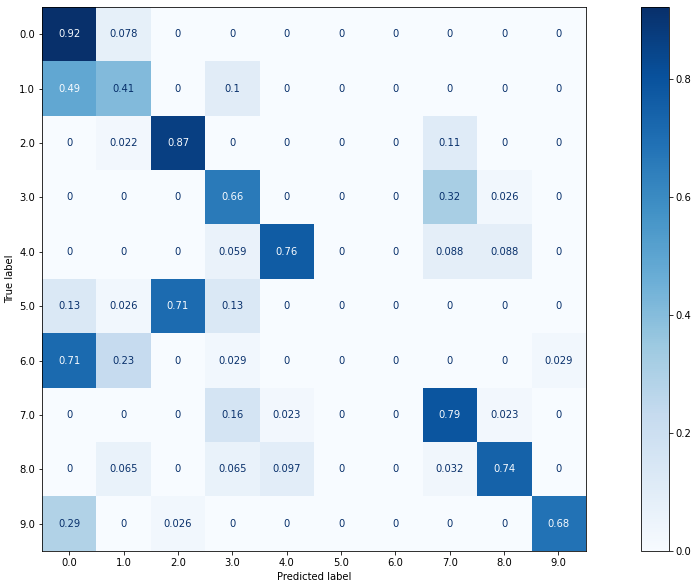 0.0 0.92 0.078 0 0 0 0 0 0 0 0
1.0 0.49 0.41 0 0.1 0 0 0 0 0 0
2.0 0 0.022 0.87 0 0 0 0 0.11 0 0
3.0 0 0 0 0.66 0 0 0 0.32 0.026 0
4.0 0 0 0 0.059 0.76 0 0 0.088 0.088 0
5.0 0.13 0.026 0.71 0.13 0 0 0 0 0 0
6.0 0.71 0.23 0 0.029 0 0 0 0 0 0.029
7.0 0 0 0 0.16 0.023 0 0 0.79 0.023 0
8.0 0 0.065 0 0.065 0.097 0 0 0.032 0.74 0
9.0 0.29 0 0.026 0 0 0 0 0 0 0.68
0.0 1.0 2.0 3.0 4.0 5.0 6.0 7.0 8.0 9.0
Predicted label
True label
0.8
0.6
0.4
0.2
0.0